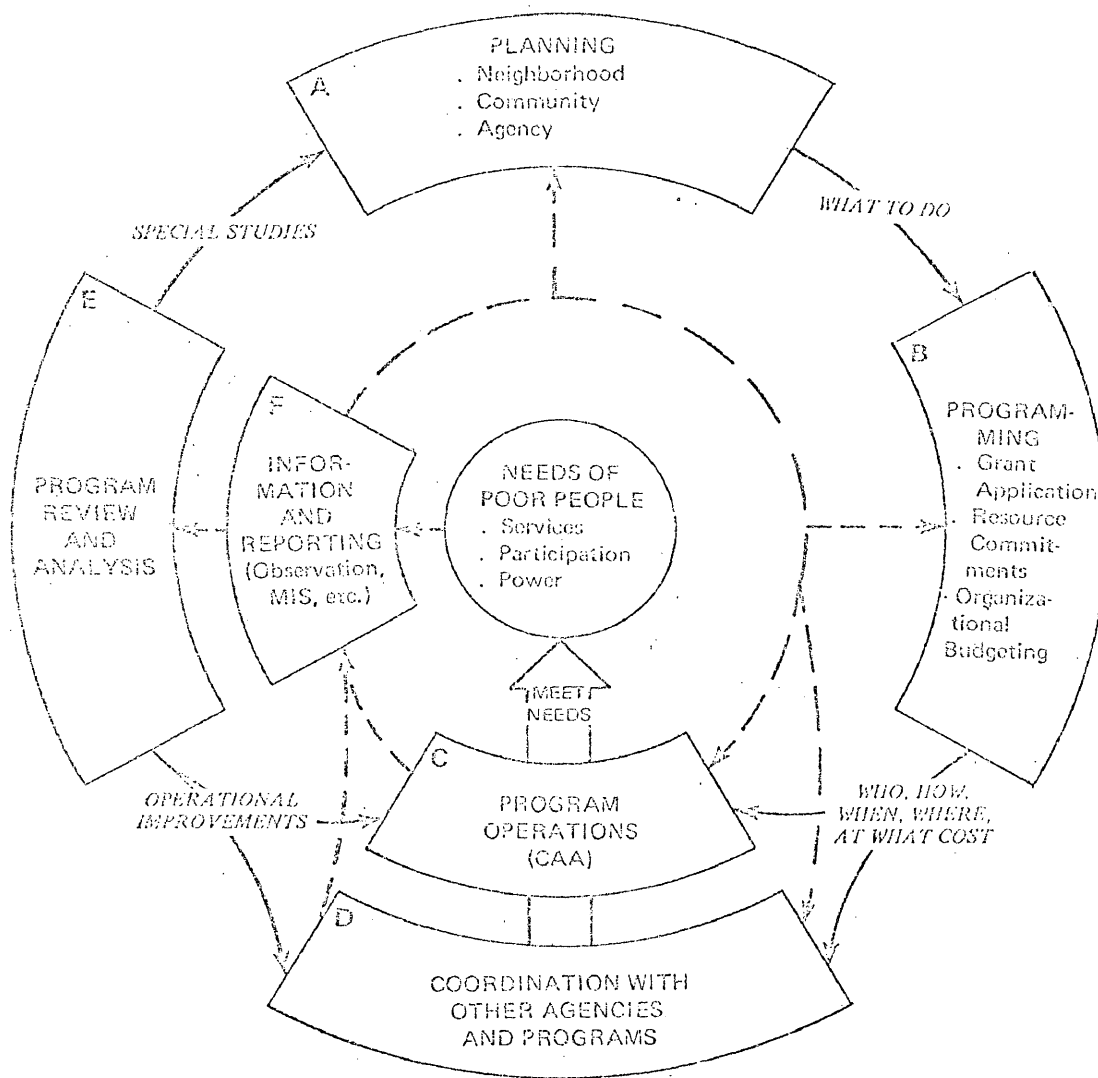 PLANNING
A
. Neighborhood
. Community
. Agency
WHAT TO DO
SPECIAL STUDIES
E
PROGRAM
REVIEW
AND
ANALYSIS
F
INFOR-
MATION
AND
REPORTING
(Observation,
MIS, etc.)
NEEDS OF
POOR PEOPLE
. Services
. Participation
. Power
B
PROGRAM-
MING
. Grant
Application
. Resource
Commit-
ments
. Organiza-
tional
Budgeting
MEET
NEEDS
C
PROGRAM
OPERATIONS
(CAA)
OPERATIONAL
IMPROVEMENTS
WHO, HOW,
WHEN, WHERE,
AT WHAT COST
D
COORDINATION WITH
OTHER AGENCIES
AND PROGRAMS